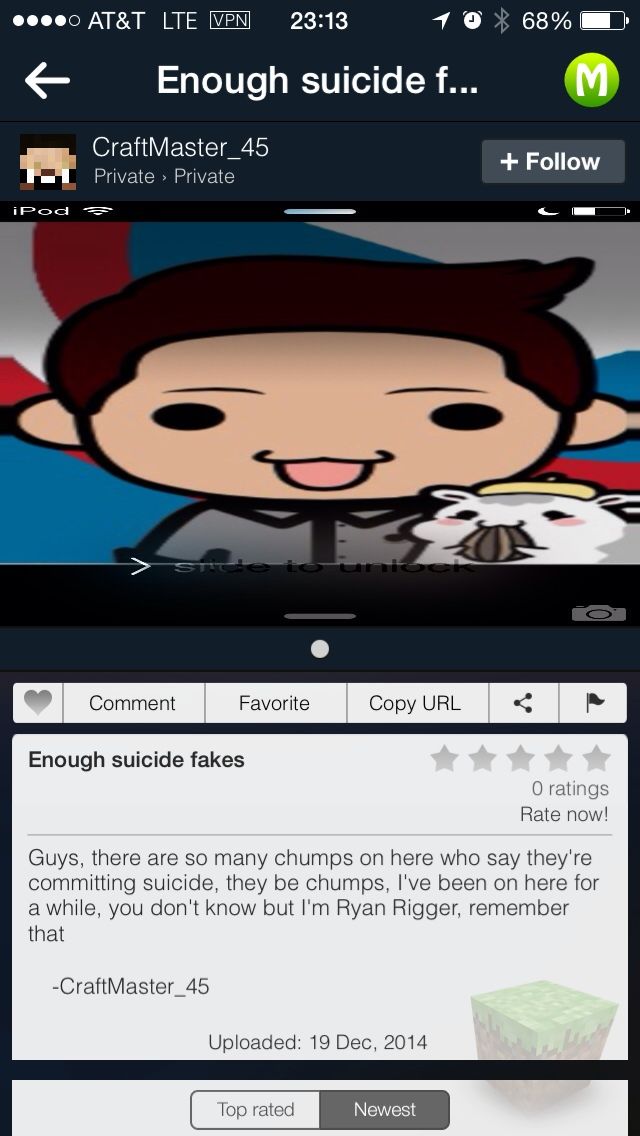 AT&T LTE VPN 23:13 68%
Enough suicide f...
M
CraftMaster_45
Private › Private
+ Follow
iPod
> slide to unlock
Comment Favorite Copy URL
Enough suicide fakes
0 ratings
Rate now!
Guys, there are so many chumps on here who say they're
committing suicide, they be chumps, I've been on here for
a while, you don't know but I'm Ryan Rigger, remember
that
-CraftMaster_45
Uploaded: 19 Dec, 2014
Top rated Newest